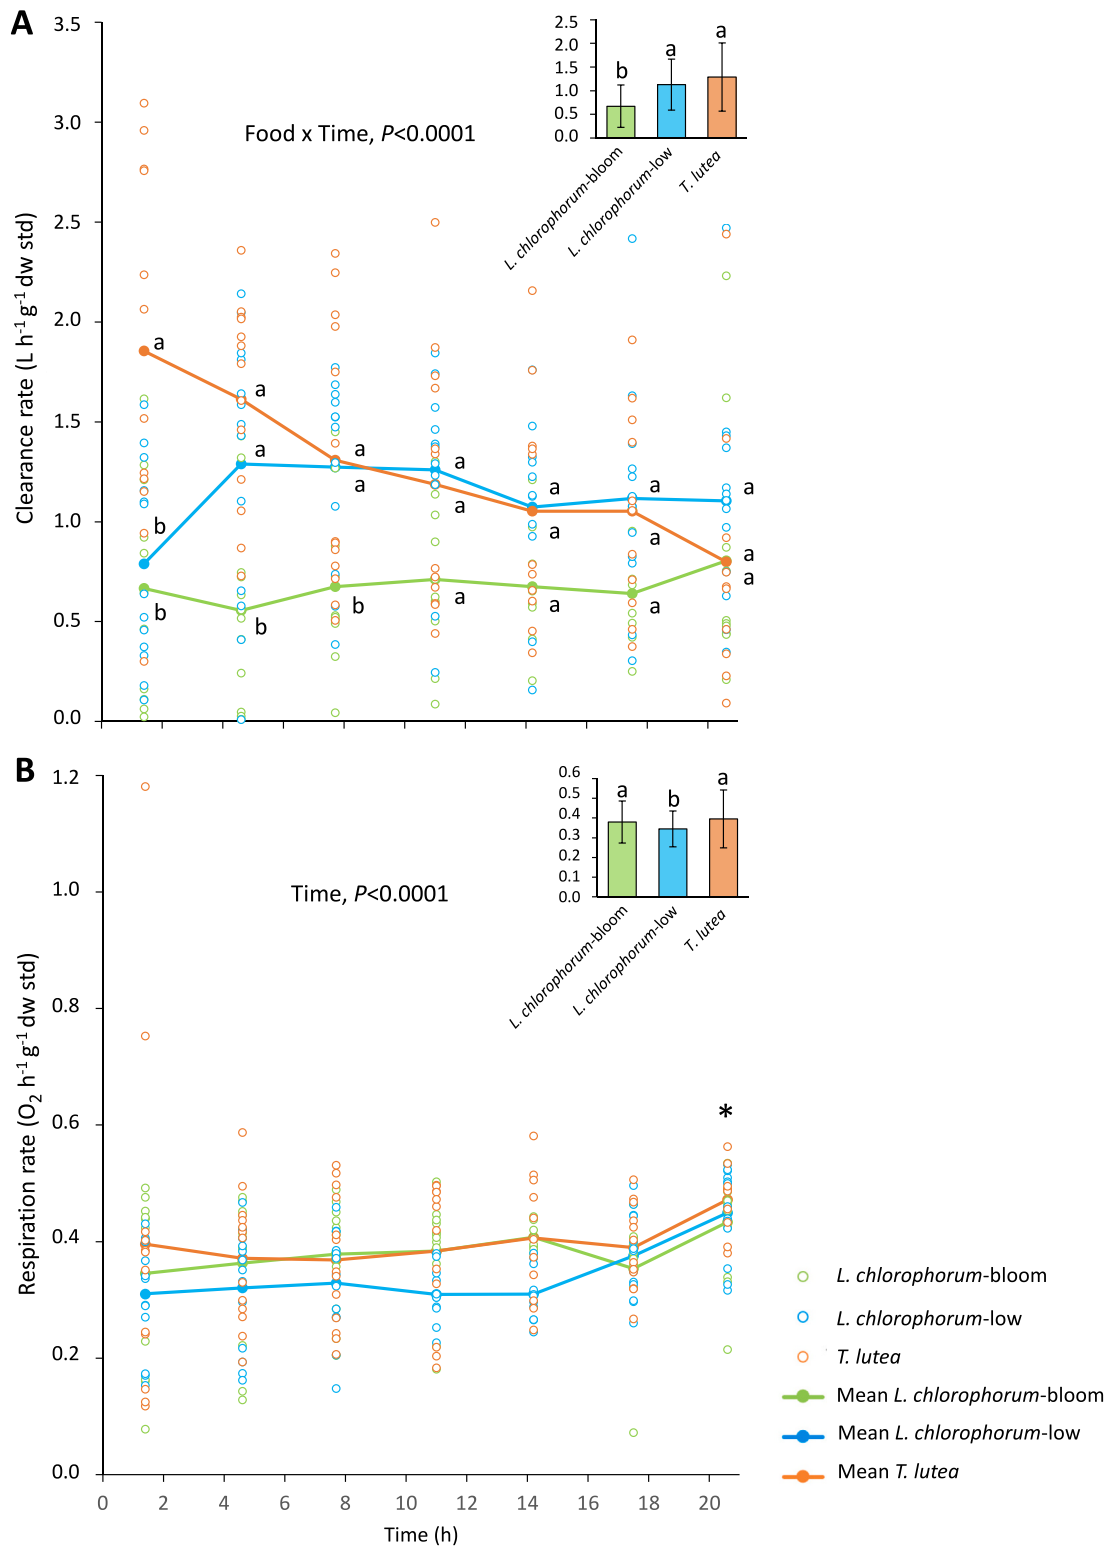 A
3.5
3.0
2.5
2.0
1.5
1.0
0.5
0.0
Clearance rate (L h⁻¹ g⁻¹ dw std)
Food x Time, P<0.0001
2.5
2.0
1.5
1.0
0.5
0.0
b
a
a
L. chlorophorum-bloom
L. chlorophorum-low
T. lutea
a
b
b
a
a
b
a
a
b
a
a
a
a
a
a
a
a
a
a
a
a
B
1.2
1.0
0.8
0.6
0.4
0.2
0.0
Respiration rate (O₂ h⁻¹ g⁻¹ dw std)
Time, P<0.0001
0.6
0.5
0.4
0.3
0.2
0.1
0.0
a
b
a
L. chlorophorum-bloom
L. chlorophorum-low
T. lutea
*
0 2 4 6 8 10 12 14 16 18 20
Time (h)
L. chlorophorum-bloom
L. chlorophorum-low
T. lutea
Mean L. chlorophorum-bloom
Mean L. chlorophorum-low
Mean T. lutea